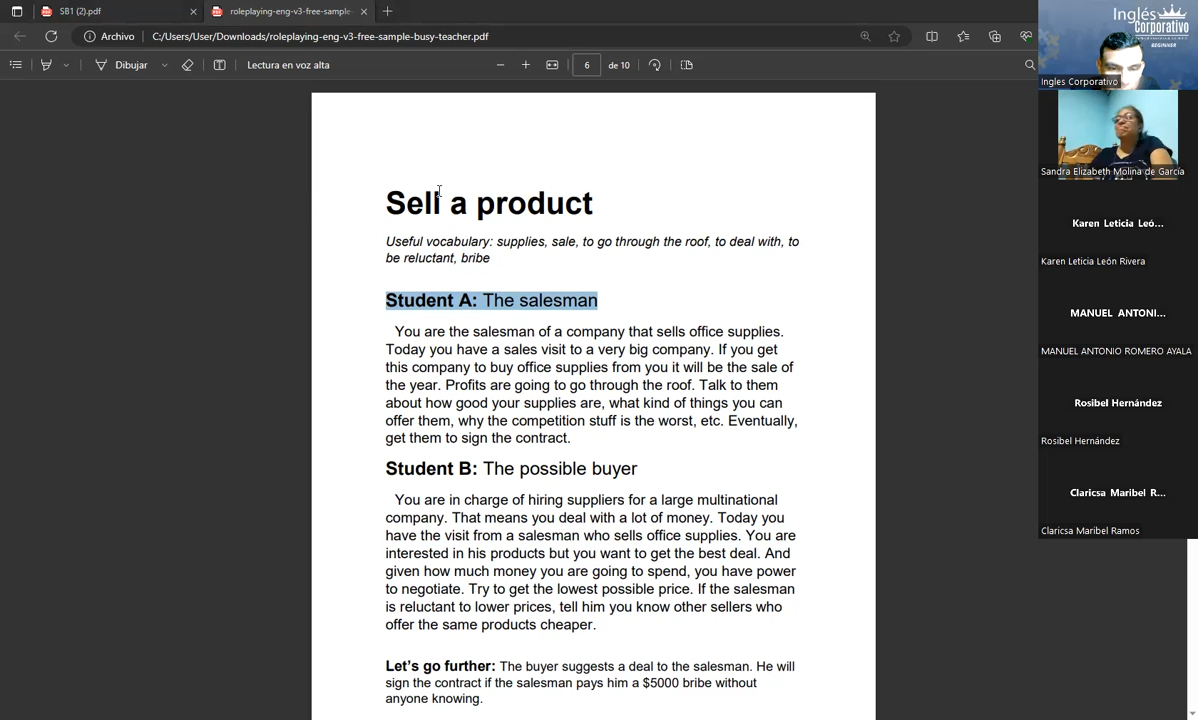 SB1 (2).pdf
roleplaying-eng-v3-free-sample-
Archivo
C:/Users/User/Downloads/roleplaying-eng-v3-free-sample-busy-teacher.pdf
Dibujar
Lectura en voz alta
6
de 10
Sell a product
Useful vocabulary: supplies, sale, to go through the roof, to deal with, to
be reluctant, bribe
Student A: The salesman
You are the salesman of a company that sells office supplies.
Today you have a sales visit to a very big company. If you get
this company to buy office supplies from you it will be the sale of
the year. Profits are going to go through the roof. Talk to them
about how good your supplies are, what kind of things you can
offer them, why the competition stuff is the worst, etc. Eventually,
get them to sign the contract.
Student B: The possible buyer
You are in charge of hiring suppliers for a large multinational
company. That means you deal with a lot of money. Today you
have the visit from a salesman who sells office supplies. You are
interested in his products but you want to get the best deal. And
given how much money you are going to spend, you have power
to negotiate. Try to get the lowest possible price. If the salesman
is reluctant to lower prices, tell him you know other sellers who
offer the same products cheaper.
Let's go further: The buyer suggests a deal to the salesman. He will
sign the contract if the salesman pays him a $5000 bribe without
anyone knowing.
Inglés
Corporativo
BEGINNER
Ingles Corporativo
Sandra Elizabeth Molina de García
Karen Leticia Leó...
Karen Leticia León Rivera
MANUEL ANTONI...
MANUEL ANTONIO ROMERO AYALA
Rosibel Hernández
Rosibel Hernández
Claricsa Maribel R...
Claricsa Maribel Ramos